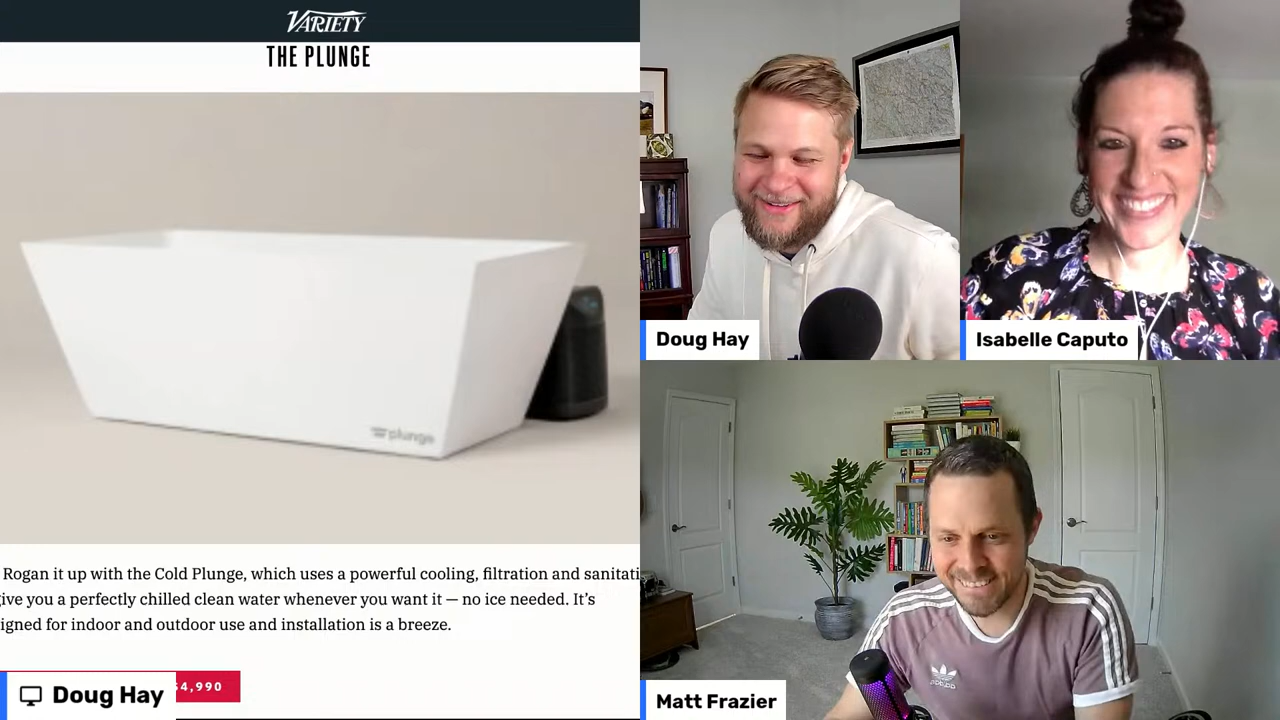 VARIETY
THE PLUNGE
plunge
Rogan it up with the Cold Plunge, which uses a powerful cooling, filtration and sanitati
give you a perfectly chilled clean water whenever you want it — no ice needed. It's
igned for indoor and outdoor use and installation is a breeze.
$4,990
Doug Hay
Doug Hay
Isabelle Caputo
adidas
Matt Frazier